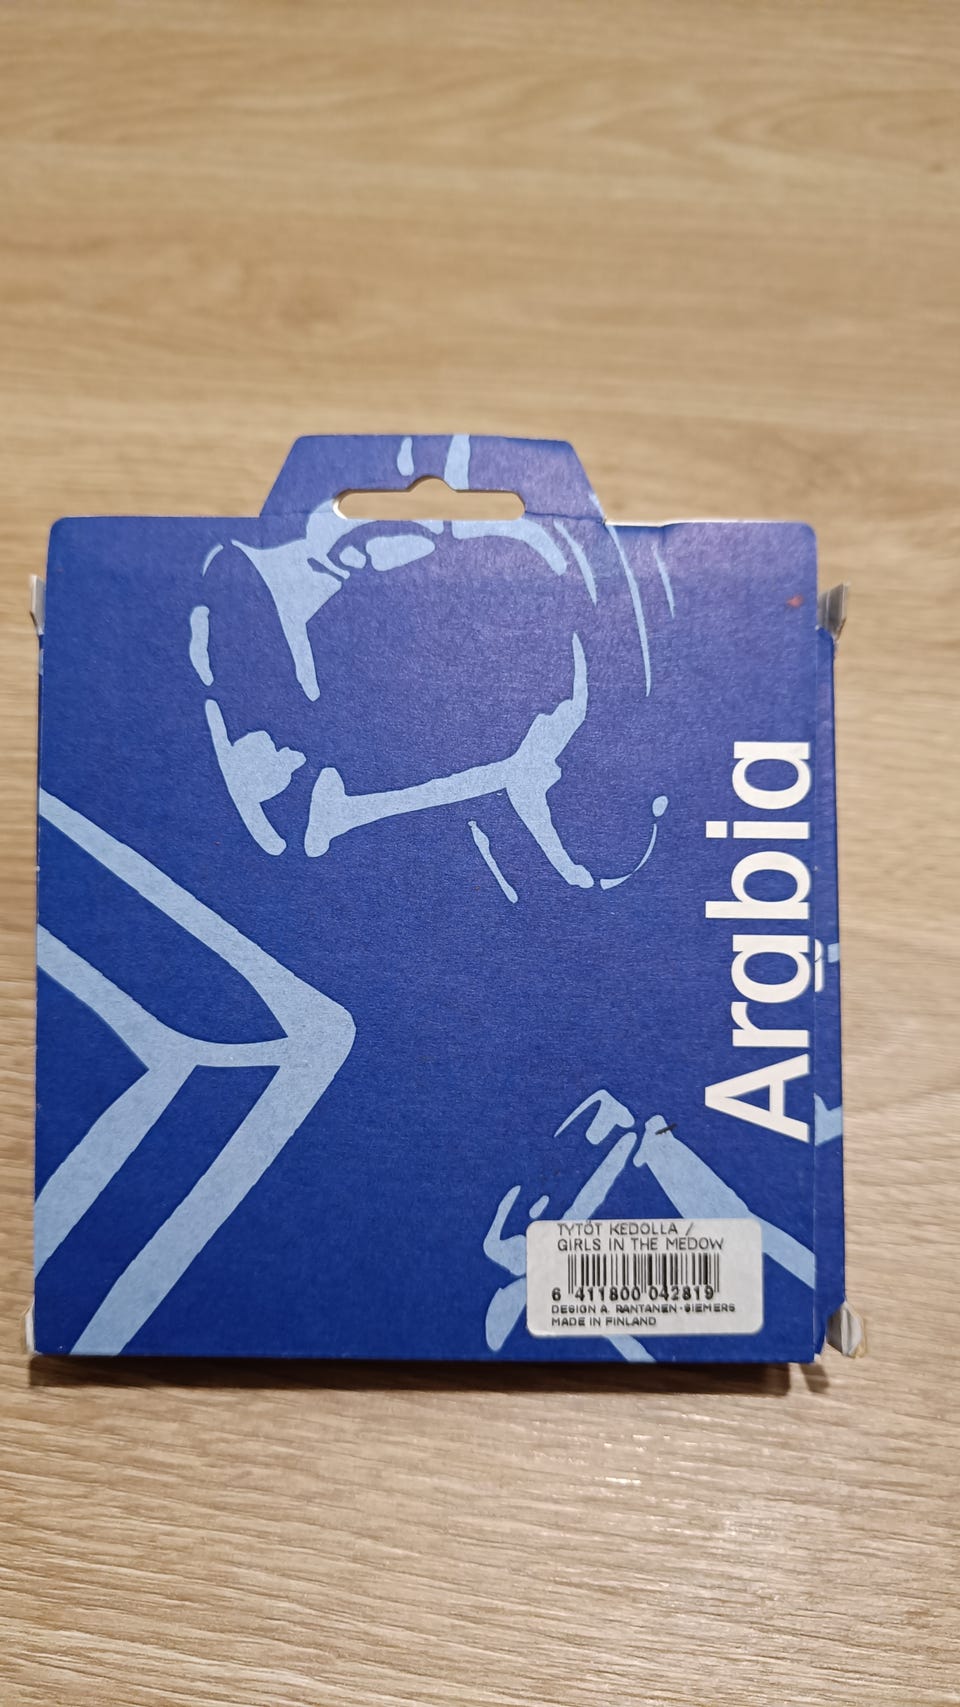 Arabia
TYTÖT KEDOLLA /
GIRLS IN THE MEDOW
6 411800 042819
DESIGN A. RANTANEN-SIEMERS
MADE IN FINLAND